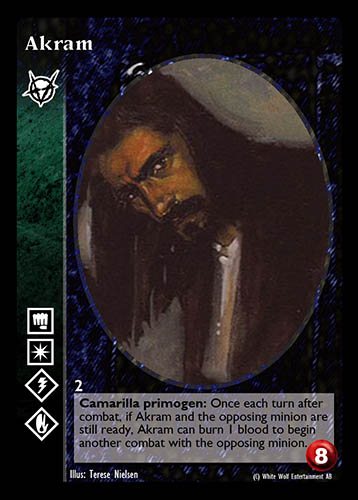 Akram
2
Camarilla primogen: Once each turn after
combat, if Akram and the opposing minion are
still ready, Akram can burn 1 blood to begin
another combat with the opposing minion.
8
Illus: Terese Nielsen
(C) White Wolf Entertainment AB